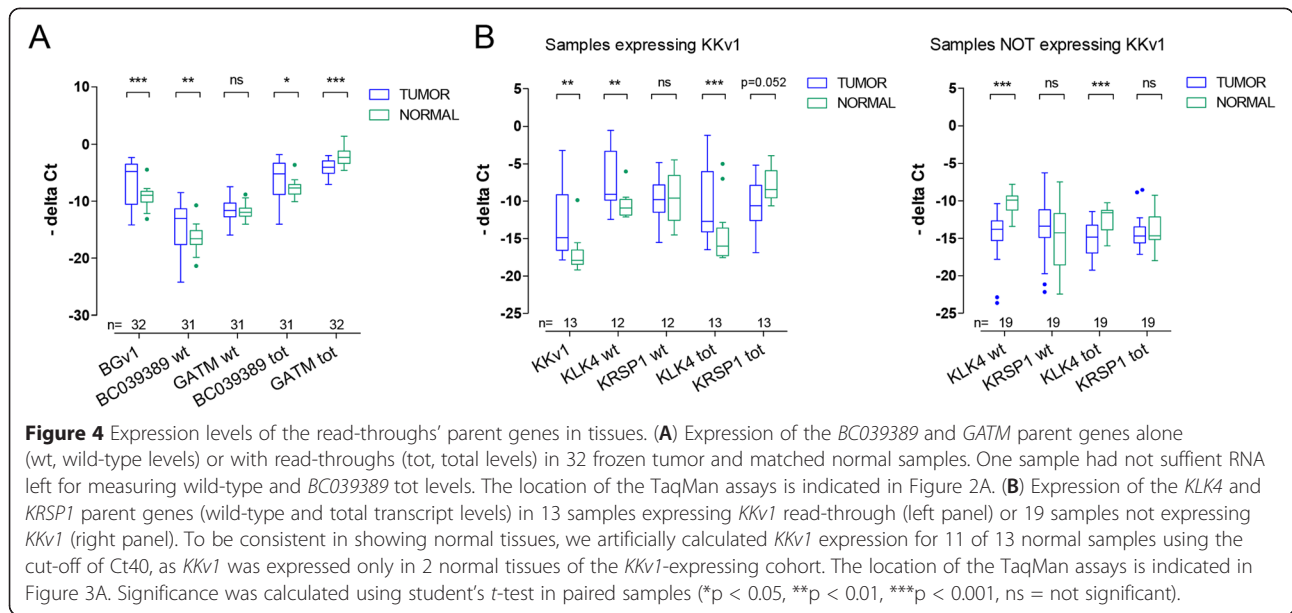 A
*** ** ns * ***
TUMOR
NORMAL
- delta Ct
10
0
-10
-20
-30
n= 32 31 31 31 32
BGv1
BC039389 wt
GATM wt
BC039389 tot
GATM tot
B
Samples expressing KKv1
** ** ns *** p=0.052
TUMOR
NORMAL
- delta Ct
5
0
-5
-10
-15
-20
-25
n= 13 12 12 13 13
KKv1
KLK4 wt
KRSP1 wt
KLK4 tot
KRSP1 tot
Samples NOT expressing KKv1
*** ns *** ns
TUMOR
NORMAL
- delta Ct
5
0
-5
-10
-15
-20
-25
n= 19 19 19 19
KLK4 wt
KRSP1 wt
KLK4 tot
KRSP1 tot
Figure 4 Expression levels of the read-throughs' parent genes in tissues. (A) Expression of the BC039389 and GATM parent genes alone
(wt, wild-type levels) or with read-throughs (tot, total levels) in 32 frozen tumor and matched normal samples. One sample had not suffient RNA
left for measuring wild-type and BC039389 tot levels. The location of the TaqMan assays is indicated in Figure 2A. (B) Expression of the KLK4 and
KRSP1 parent genes (wild-type and total transcript levels) in 13 samples expressing KKv1 read-through (left panel) or 19 samples not expressing
KKv1 (right panel). To be consistent in showing normal tissues, we artificially calculated KKv1 expression for 11 of 13 normal samples using the
cut-off of Ct40, as KKv1 was expressed only in 2 normal tissues of the KKv1-expressing cohort. The location of the TaqMan assays is indicated in
Figure 3A. Significance was calculated using student's t-test in paired samples (*p < 0.05, **p < 0.01, ***p < 0.001, ns = not significant).